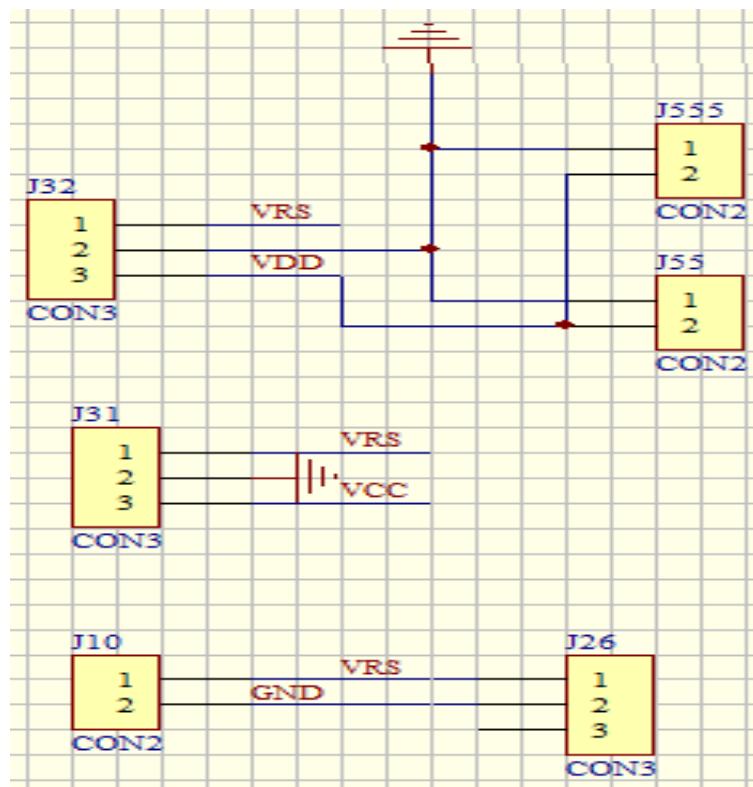 J555
1
2
CON2
J32
1 VRS
2
3 VDD
CON3
J55
1
2
CON2
J31
1 VRS
2
3 VCC
CON3
J10
1 VRS
2 GND
CON2
J26
1
2
3
CON3